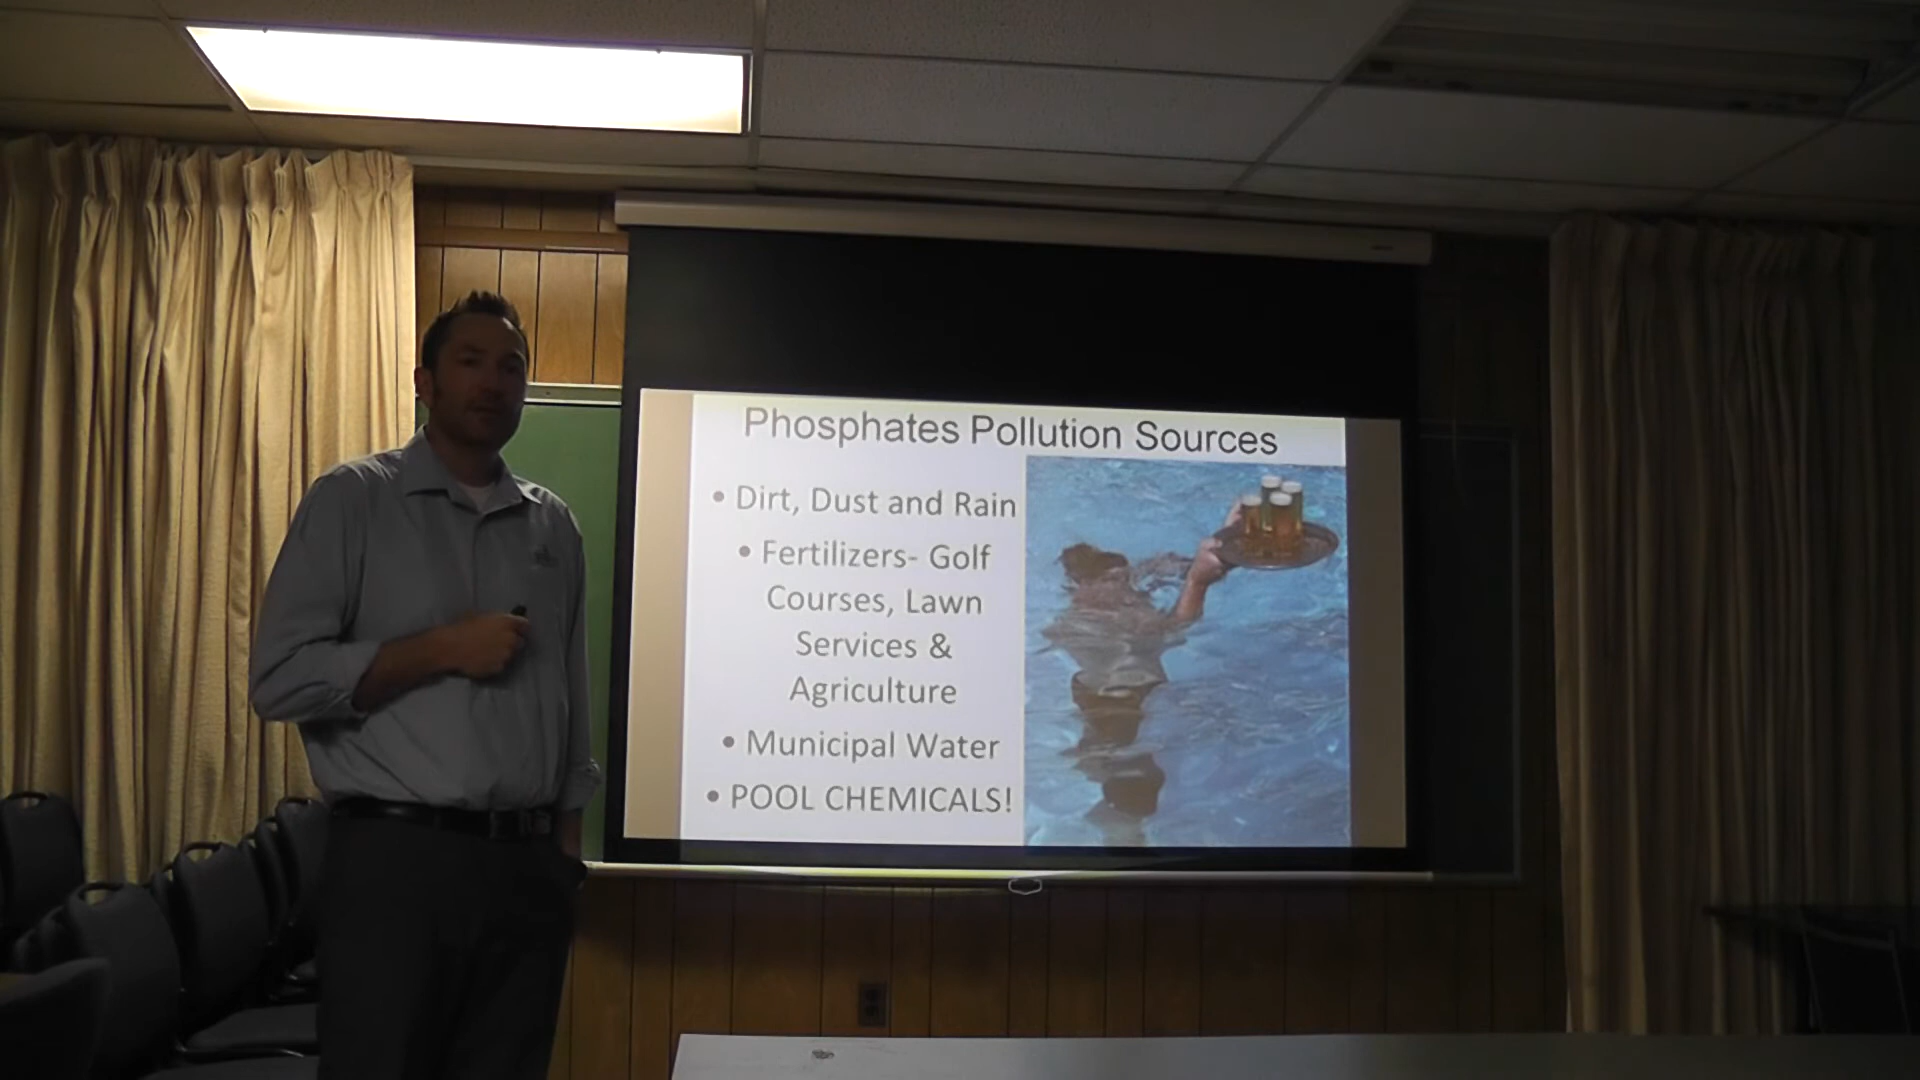 Phosphates Pollution Sources
• Dirt, Dust and Rain
• Fertilizers- Golf
Courses, Lawn
Services &
Agriculture
• Municipal Water
• POOL CHEMICALS!